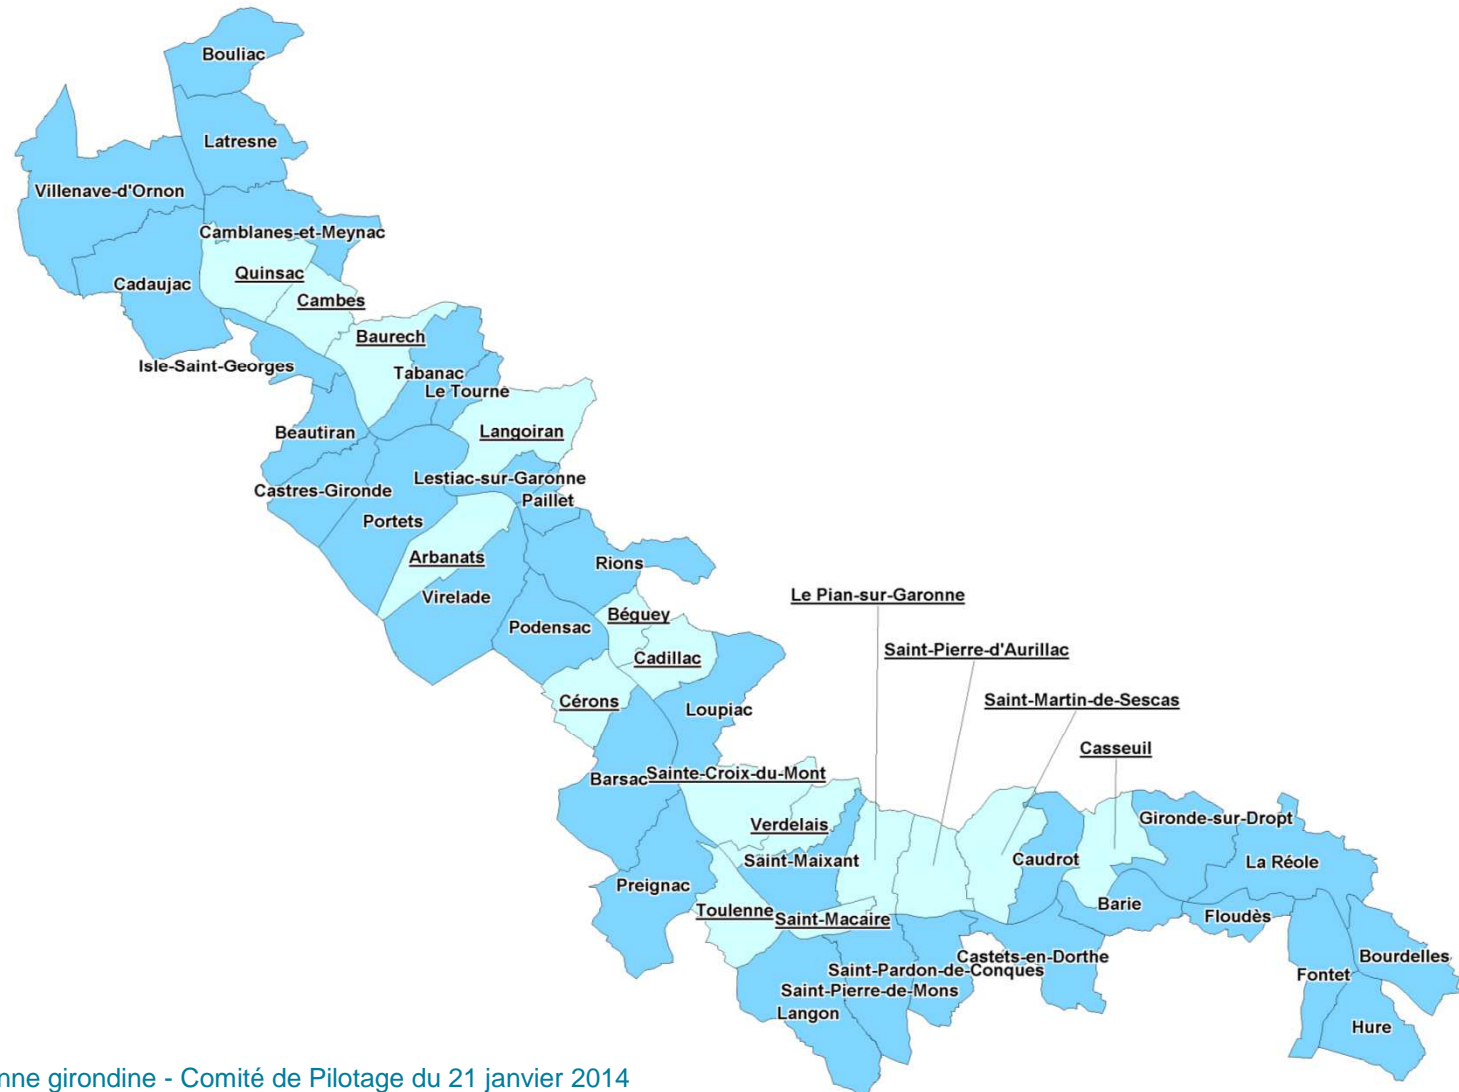 Bouliac
Latresne
Villenave-d'Ornon
Camblanes-et-Meynac
Quinsac
Cadaujac
Cambes
Baurech
Isle-Saint-Georges
Tabanac
Le Tourne
Beautiran
Langoiran
Lestiac-sur-Garonne
Castres-Gironde
Paillet
Portets
Arbanats
Rions
Virelade
Le Pian-sur-Garonne
Béguey
Podensac
Saint-Pierre-d'Aurillac
Cadillac
Cérons
Saint-Martin-de-Sescas
Loupiac
Casseuil
Barsac
Sainte-Croix-du-Mont
Verdelais
Gironde-sur-Dropt
Saint-Maixant
Caudrot
La Réole
Preignac
Toulenne
Saint-Macaire
Barie
Floudès
Castets-en-Dorthe
Bourdelles
Saint-Pardon-de-Conques
Fontet
Saint-Pierre-de-Mons
Langon
Hure
nne girondine - Comité de Pilotage du 21 janvier 2014